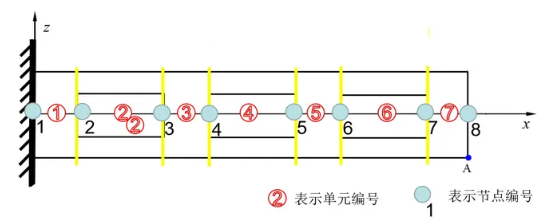 z
① ② ③ ④ ⑤ ⑥ ⑦
②
1 2 3 4 5 6 7 8 x
A
② 表示单元编号 1 表示节点编号